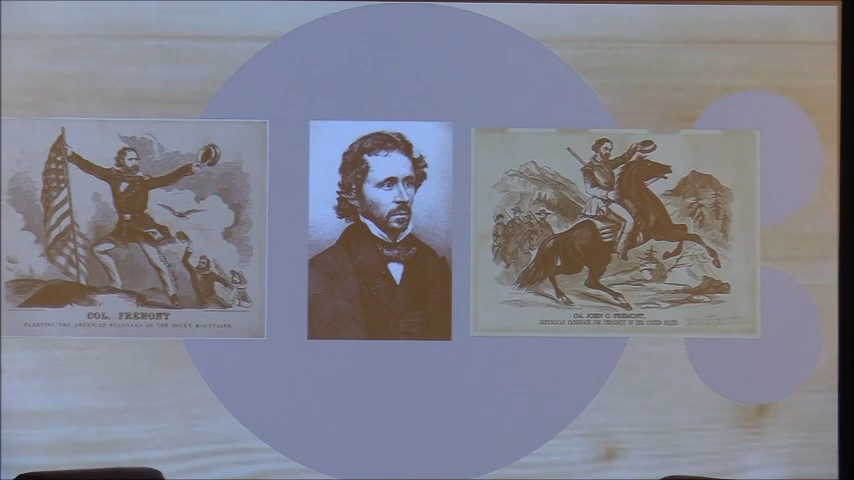 COL. FREMONT
PLANTING THE AMERICAN STANDARD ON THE ROCKY MOUNTAINS.
Col. JOHN C. FREMONT.
REPUBLICAN CANDIDATE FOR PRESIDENT OF THE UNITED STATES